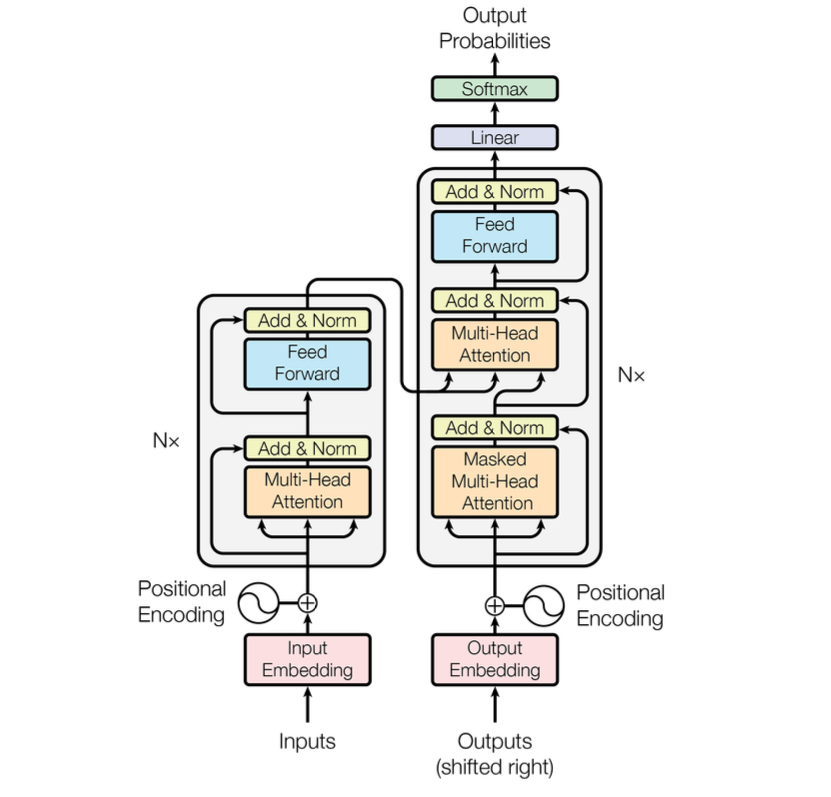 Output
Probabilities
Softmax
Linear
Add & Norm
Feed
Forward
Add & Norm
Multi-Head
Attention
Add & Norm
Masked
Multi-Head
Attention
Nx
Add & Norm
Feed
Forward
Add & Norm
Multi-Head
Attention
Nx
Positional
Encoding
Positional
Encoding
Input
Embedding
Output
Embedding
Inputs
Outputs
(shifted right)